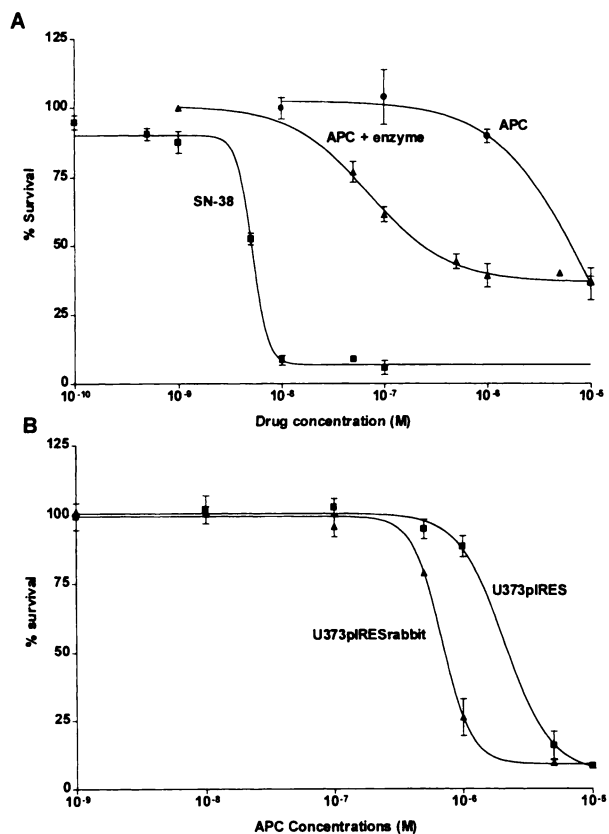 A
125
100
75
50
25
0
% Survival
APC
APC + enzyme
SN-38
10-10
10-9
10-8
10-7
10-6
10-5
Drug concentration (M)
B
125
100
75
50
25
0
% survival
U373pIRES
U373pIRESrabbit
10-9
10-8
10-7
10-6
10-5
APC Concentrations (M)